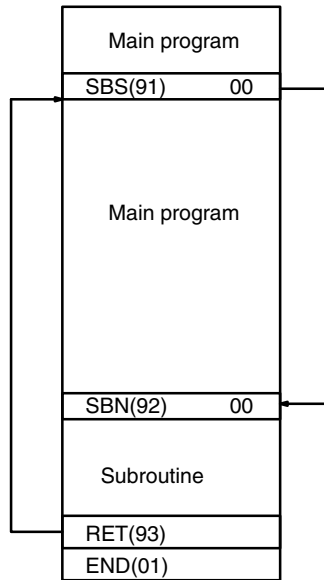 Main program
SBS(91) 00
Main program
SBN(92) 00
Subroutine
RET(93)
END(01)